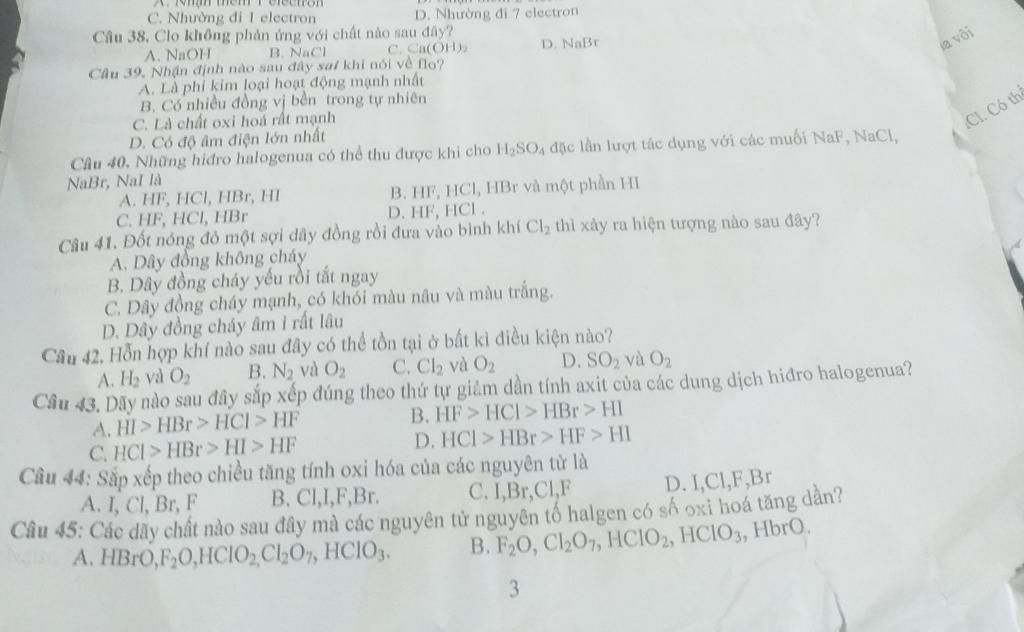 A. Nhận thêm 1 electron
C. Nhường đi 1 electron D. Nhường đi 7 electron
Câu 38. Clo không phản ứng với chất nào sau đây?
A. NaOH B. NaCl C. Ca(OH)₂ D. NaBr
Câu 39. Nhận định nào sau đây sai khi nói về flo?
A. Là phi kim loại hoạt động mạnh nhất
B. Có nhiều đồng vị bền trong tự nhiên
C. Là chất oxi hoá rất mạnh
D. Có độ âm điện lớn nhất
Câu 40. Những hiđro halogenua có thể thu được khi cho H₂SO₄ đặc lần lượt tác dụng với các muối NaF, NaCl,
NaBr, NaI là
A. HF, HCl, HBr, HI B. HF, HCl, HBr và một phần HI
C. HF, HCl, HBr D. HF, HCl .
Câu 41. Đốt nóng đỏ một sợi dây đồng rồi đưa vào bình khí Cl₂ thì xảy ra hiện tượng nào sau đây?
A. Dây đồng không cháy
B. Dây đồng cháy yếu rồi tắt ngay
C. Dây đồng cháy mạnh, có khói màu nâu và màu trắng.
D. Dây đồng cháy âm ỉ rất lâu
Câu 42. Hỗn hợp khí nào sau đây có thể tồn tại ở bất kì điều kiện nào?
A. H₂ và O₂ B. N₂ và O₂ C. Cl₂ và O₂ D. SO₂ và O₂
Câu 43. Dãy nào sau đây sắp xếp đúng theo thứ tự giảm dần tính axit của các dung dịch hiđro halogenua?
A. HI > HBr > HCl > HF B. HF > HCl > HBr > HI
C. HCl > HBr > HI > HF D. HCl > HBr > HF > HI
Câu 44: Sắp xếp theo chiều tăng tính oxi hóa của các nguyên tử là
A. I, Cl, Br, F B. Cl,I,F,Br. C. I,Br,Cl,F D. I,Cl,F,Br
Câu 45: Các dãy chất nào sau đây mà các nguyên tử nguyên tố halgen có số oxi hoá tăng dần?
A. HBrO,F₂O,HClO₂,Cl₂O₇, HClO₃. B. F₂O, Cl₂O₇, HClO₂, HClO₃, HbrO.
3
vôi
Cl. Có